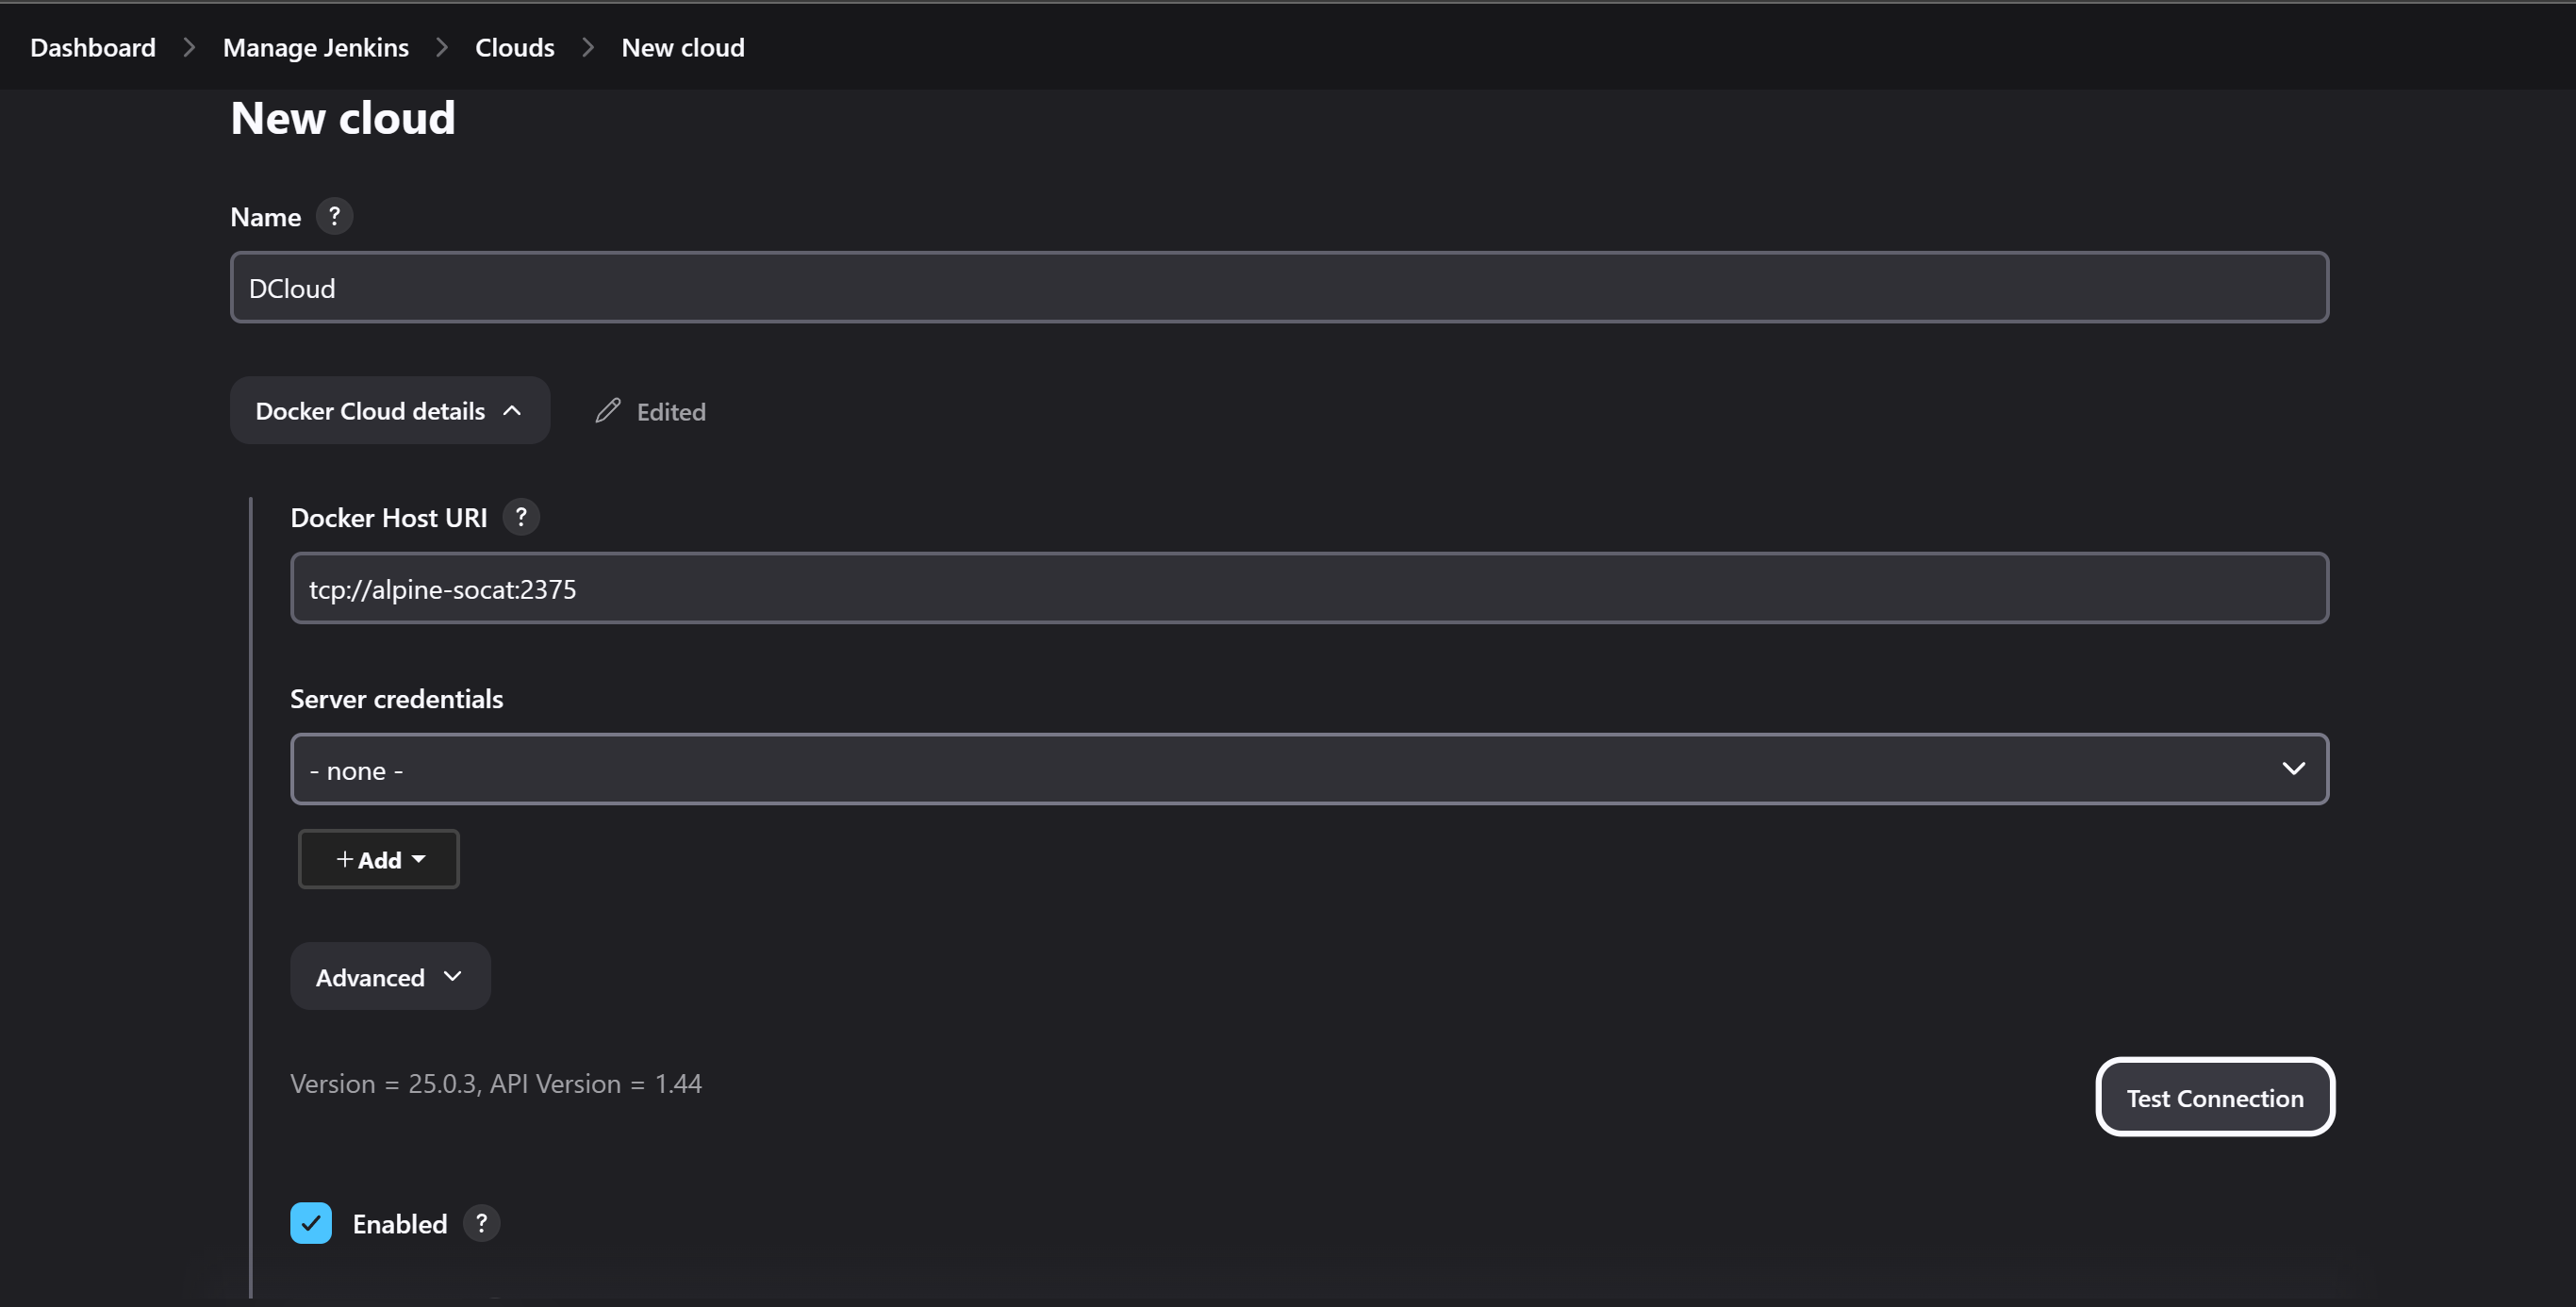 Dashboard > Manage Jenkins > Clouds > New cloud
New cloud
Name ?
DCloud
Docker Cloud details Edited
Docker Host URI ?
tcp://alpine-socat:2375
Server credentials
- none -
+ Add
Advanced
Version = 25.0.3, API Version = 1.44
Test Connection
Enabled ?